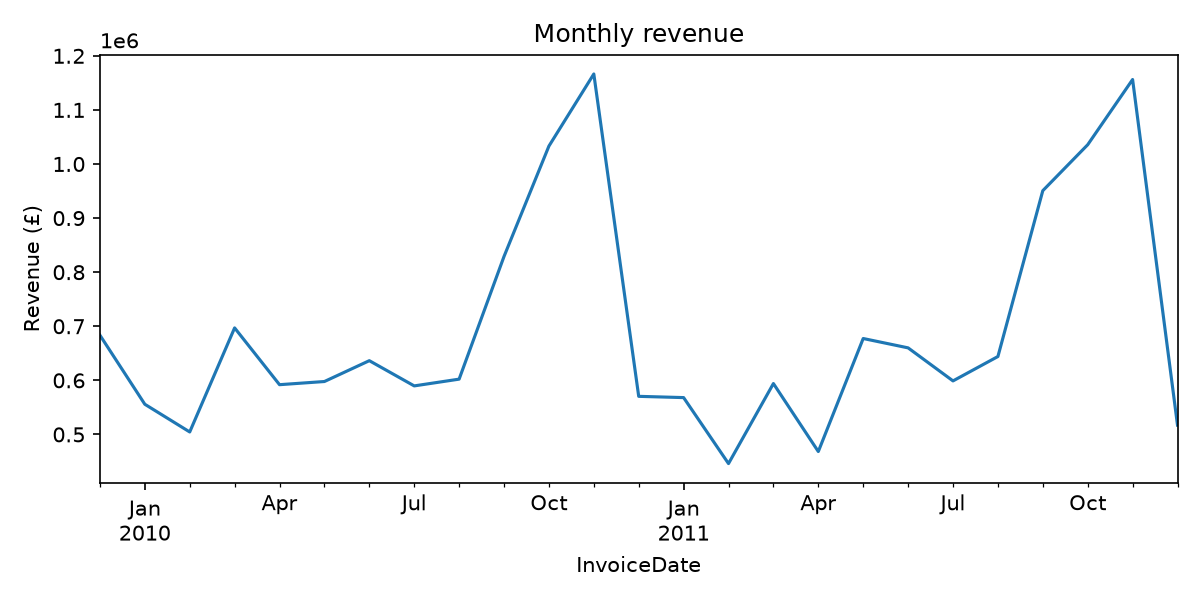 Monthly revenue
1e6
1.2
1.1
1.0
0.9
0.8
0.7
0.6
0.5
Revenue (£)
Jan Apr Jul Oct Jan Apr Jul Oct
2010 2011
InvoiceDate